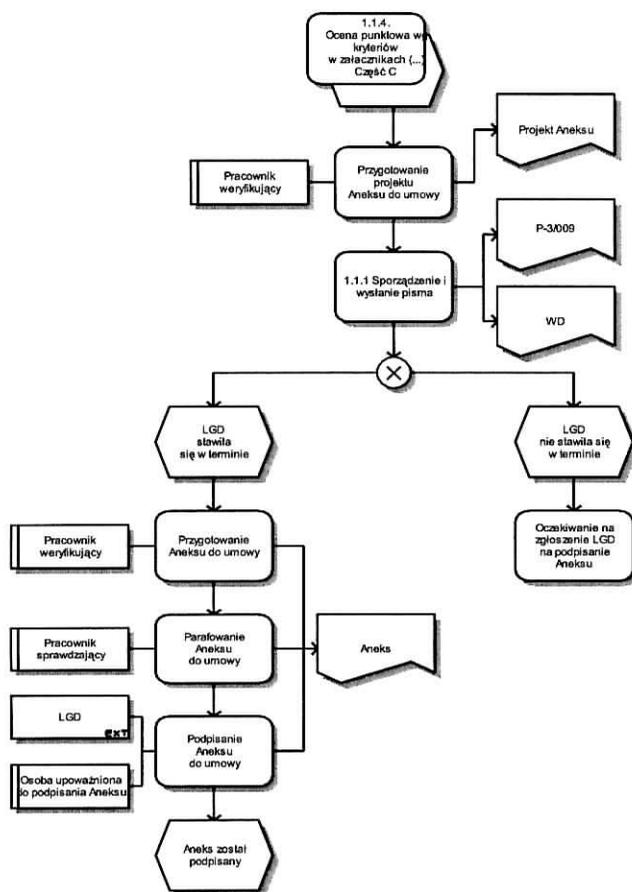 1.1.4.
Ocena punktowa wg
kryteriów
w załacznikach (...)
Część C
Projekt Aneksu
Pracownik
weryfikujący
Przygotowanie
projektu
Aneksu do umowy
P-3/009
1.1.1 Sporządzenie i
wysłanie pisma
WD
LGD
stawiła
się w terminie
LGD
nie stawiła się
w terminie
Pracownik
weryfikujący
Przygotowanie
Aneksu do umowy
Oczekiwanie na
zgłoszenie LGD
na podpisanie
Aneksu
Pracownik
sprawdzający
Parafowanie
Aneksu
do umowy
Aneks
LGD
EXT
Podpisanie
Aneksu
do umowy
Osoba upoważniona
do podpisania Aneksu
Aneks został
podpisany